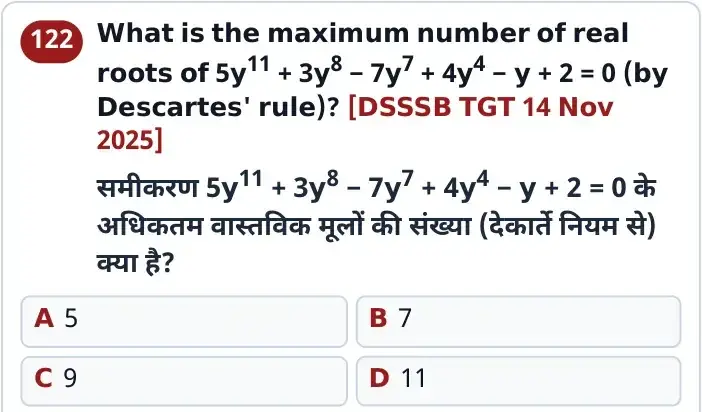 122 What is the maximum number of real
roots of 5y¹¹ + 3y⁸ − 7y⁷ + 4y⁴ − y + 2 = 0 (by
Descartes' rule)? [DSSSB TGT 14 Nov
2025]
समीकरण 5y¹¹ + 3y⁸ − 7y⁷ + 4y⁴ − y + 2 = 0 के
अधिकतम वास्तविक मूलों की संख्या (देकार्ते नियम से)
क्या है?
A 5
B 7
C 9
D 11